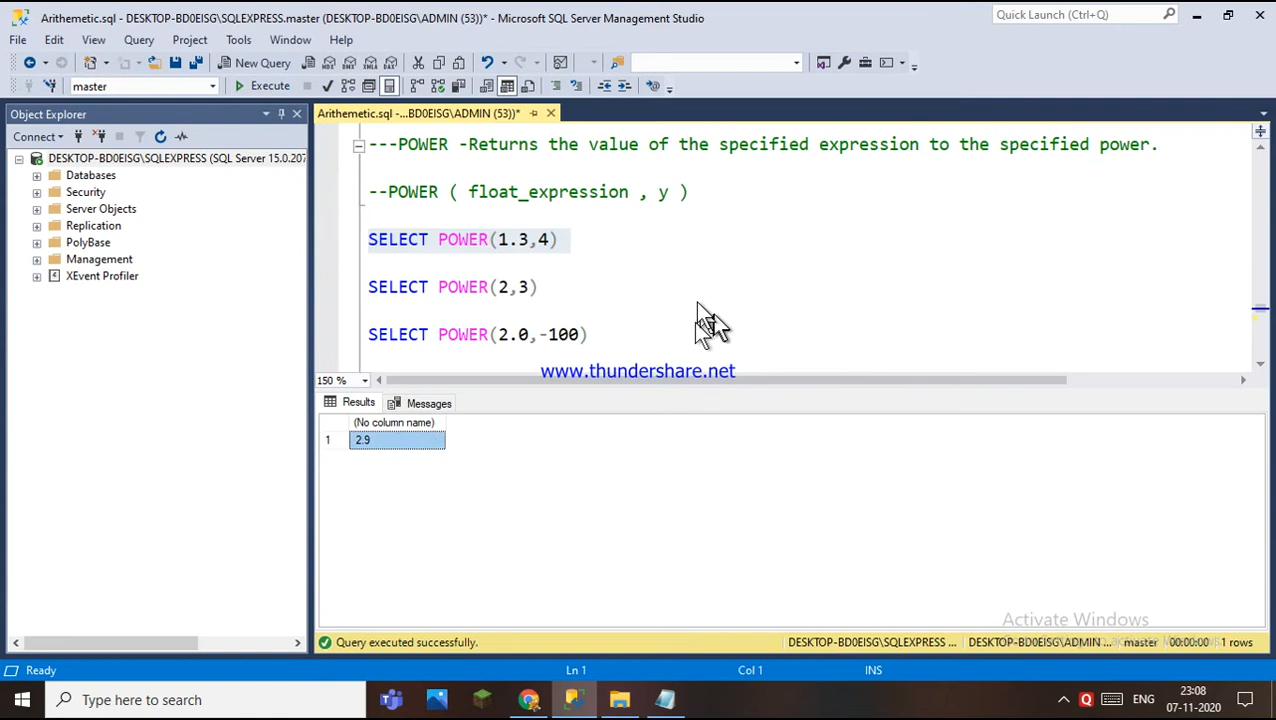 Arithemetic.sql - DESKTOP-BD0EISG\SQLEXPRESS.master (DESKTOP-BD0EISG\ADMIN (53))* - Microsoft SQL Server Management Studio
Quick Launch (Ctrl+Q)
File Edit View Query Project Tools Window Help
New Query
MDX DMX XMLA DAX
master
Execute
Object Explorer
Arithemetic.sql -...BD0EISG\ADMIN (53))*
Connect
DESKTOP-BD0EISG\SQLEXPRESS (SQL Server 15.0.207
Databases
Security
Server Objects
Replication
PolyBase
Management
XEvent Profiler
---POWER -Returns the value of the specified expression to the specified power.
--POWER ( float_expression , y )
SELECT POWER(1.3,4)
SELECT POWER(2,3)
SELECT POWER(2.0,-100)
www.thundershare.net
150 %
Results Messages
(No column name)
1 2.9
Activate Windows
Query executed successfully.
DESKTOP-BD0EISG\SQLEXPRESS ... DESKTOP-BD0EISG\ADMIN ... master 00:00:00 1 rows
Ready Ln 1 Col 1 INS
Type here to search
ENG
23:08
07-11-2020